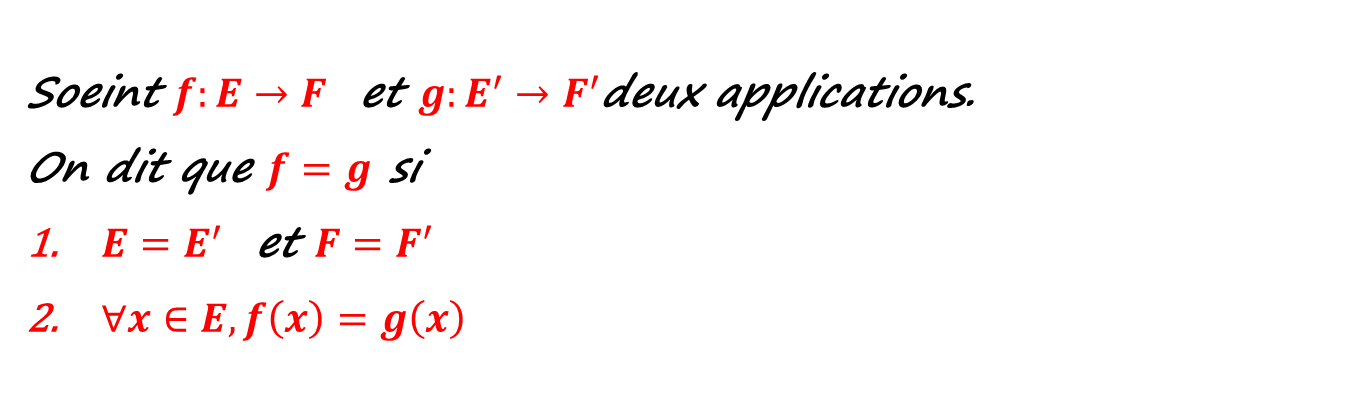 Soeint f: E → F et g: E' → F' deux applications.
On dit que f = g si
1. E = E' et F = F'
2. ∀x ∈ E, f(x) = g(x)